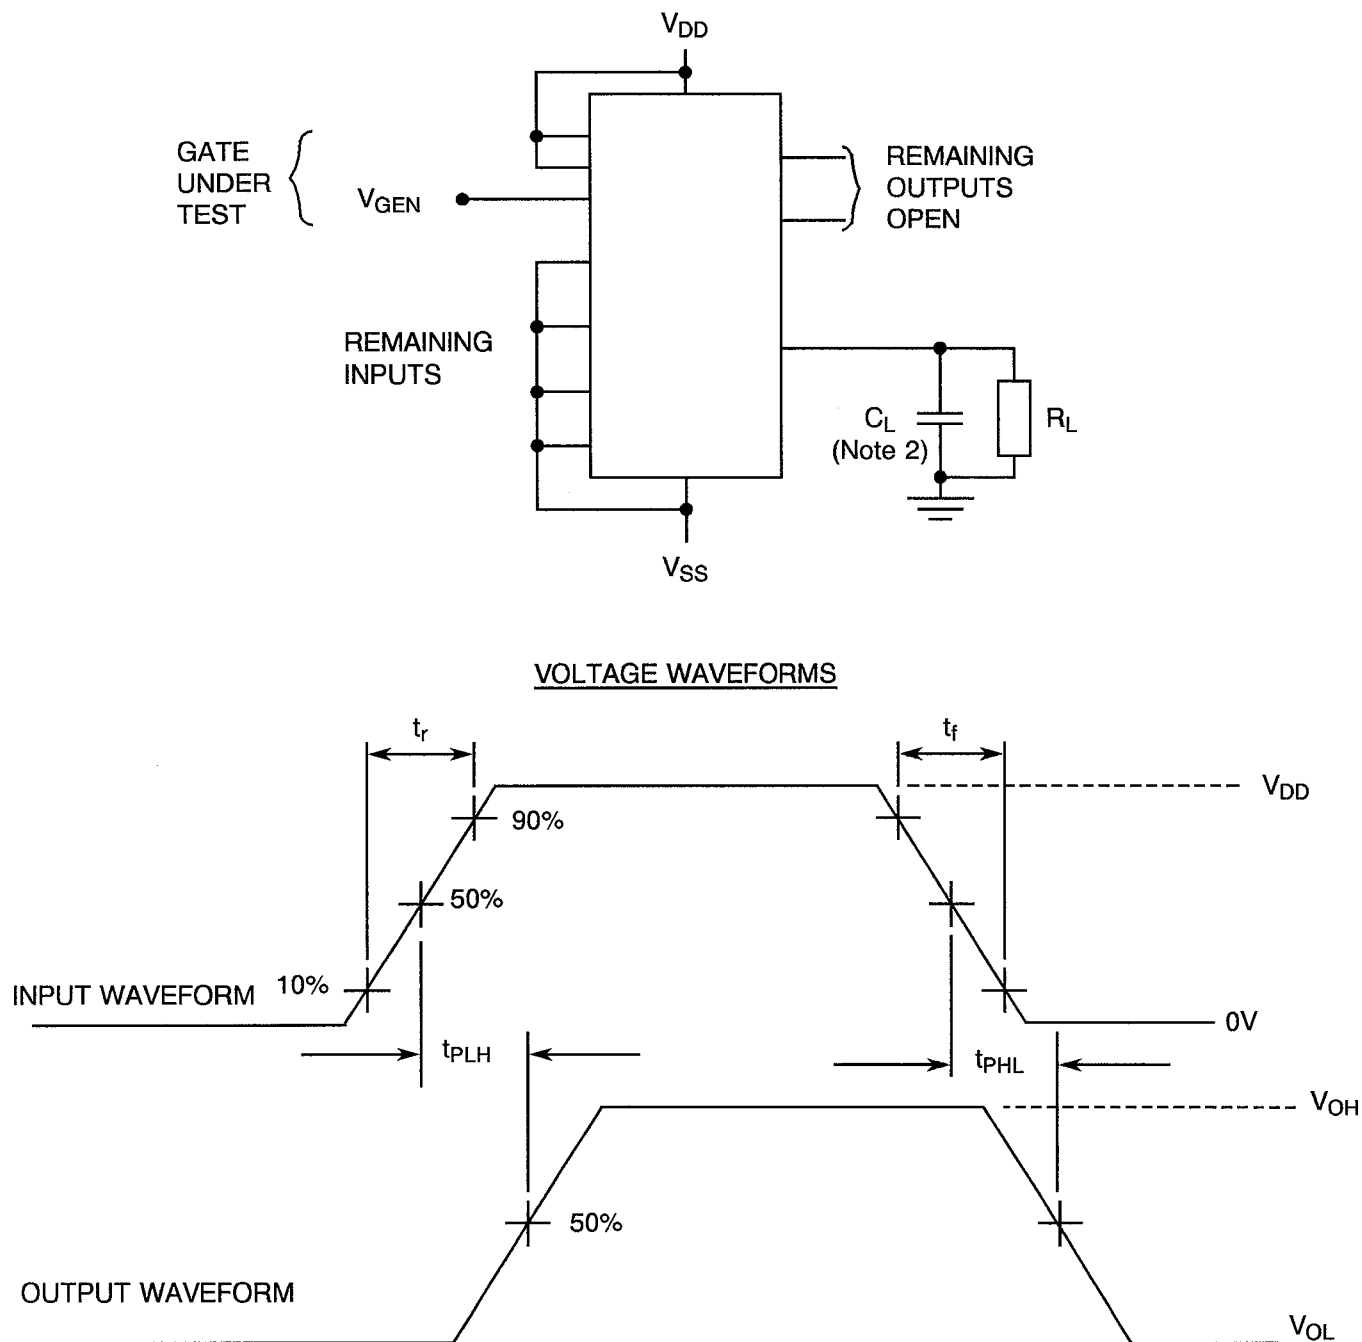 VDD
GATE
UNDER
TEST
VGEN
REMAINING
OUTPUTS
OPEN
REMAINING
INPUTS
CL
(Note 2)
RL
VSS
VOLTAGE WAVEFORMS
tr
tf
VDD
90%
50%
10%
INPUT WAVEFORM
0V
tPLH
tPHL
VOH
50%
OUTPUT WAVEFORM
VOL